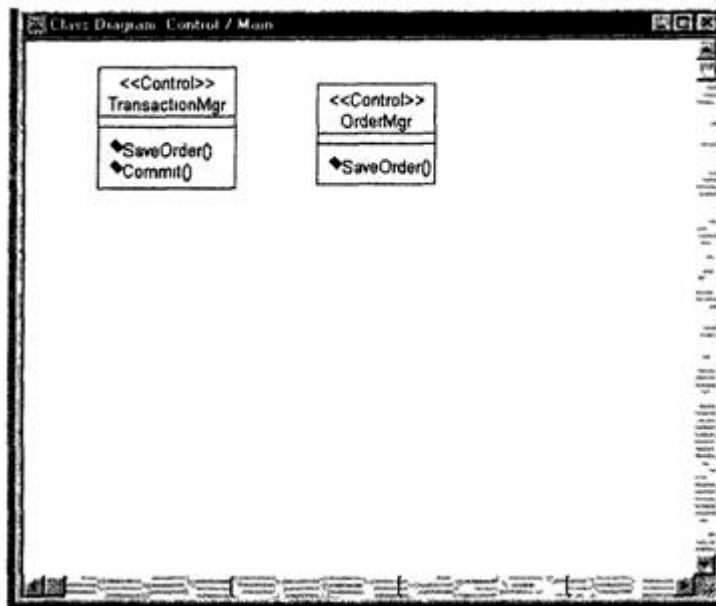 Class Diagram: Control / Main
<<Control>>
TransactionMgr
SaveOrder()
Commit()
<<Control>>
OrderMgr
SaveOrder()